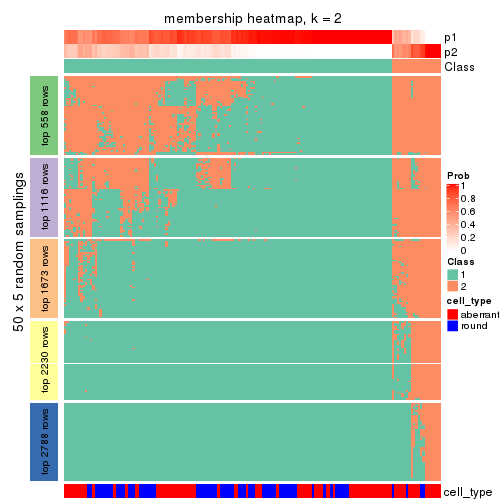 membership heatmap, k = 2
p1
p2
Class
50 x 5 random samplings
top 558 rows
top 1116 rows
top 1673 rows
top 2230 rows
top 2788 rows
Prob
1
0.8
0.6
0.4
0.2
0
Class
1
2
cell_type
aberrant
round
cell_type